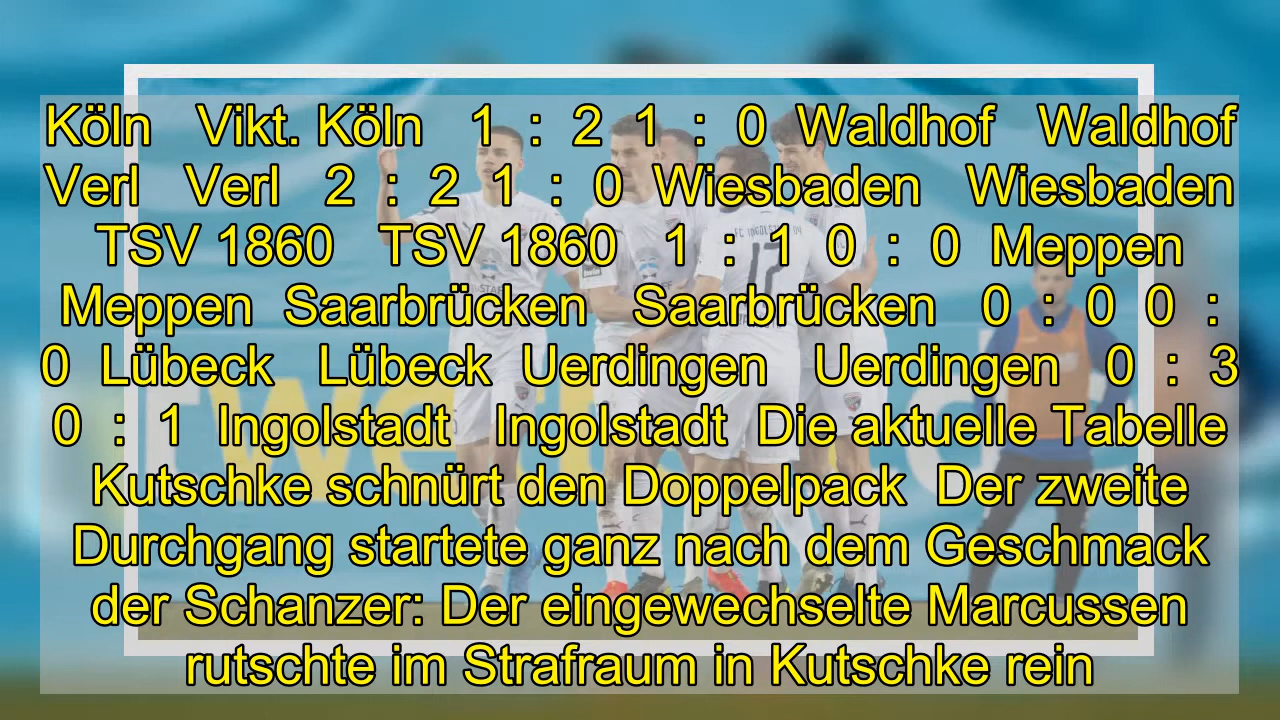 Köln Vikt. Köln 1 : 2 1 : 0 Waldhof Waldhof
Verl Verl 2 : 2 1 : 0 Wiesbaden Wiesbaden
TSV 1860 TSV 1860 1 : 1 0 : 0 Meppen
Meppen Saarbrücken Saarbrücken 0 : 0 0 :
0 Lübeck Lübeck Uerdingen Uerdingen 0 : 3
0 : 1 Ingolstadt Ingolstadt Die aktuelle Tabelle
Kutschke schnürt den Doppelpack Der zweite
Durchgang startete ganz nach dem Geschmack
der Schanzer: Der eingewechselte Marcussen
rutschte im Strafraum in Kutschke rein